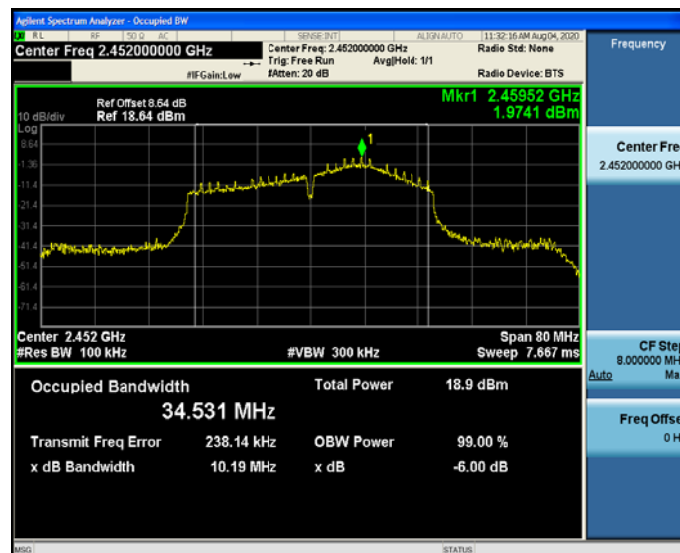 Agilent Spectrum Analyzer - Occupied BW
RL RF 50 Ω AC SENSE:INT ALIGN AUTO 11:32:16 AM Aug 04, 2020
Center Freq 2.452000000 GHz Center Freq: 2.452000000 GHz Radio Std: None Frequency
Trig: Free Run Avg|Hold: 1/1
#IFGain:Low #Atten: 20 dB Radio Device: BTS
Ref Offset 8.64 dB Mkr1 2.45952 GHz
10 dB/div Ref 18.64 dBm 1.9741 dBm
Log
8.64
1
-1.36
-11.4
-21.4
-31.4
-41.4
-51.4
-61.4
-71.4
Center Fre
2.452000000 GH
Center 2.452 GHz Span 80 MHz
#Res BW 100 kHz #VBW 300 kHz Sweep 7.667 ms
CF Step
8.000000 MH
Auto Ma
Occupied Bandwidth Total Power 18.9 dBm
34.531 MHz
Transmit Freq Error 238.14 kHz OBW Power 99.00 %
x dB Bandwidth 10.19 MHz x dB -6.00 dB
Freq Offse
0 H
MSG STATUS